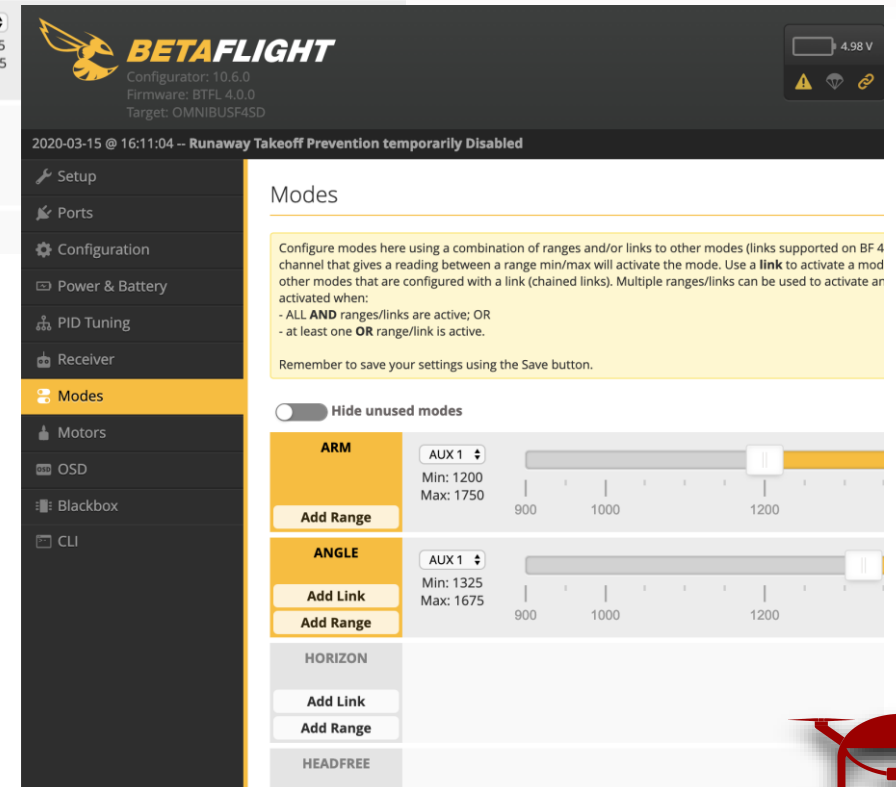 5
5
BETAFLIGHT
Configurator: 10.6.0
Firmware: BTFL 4.0.0
Target: OMNIBUSF4SD
4.98 V
2020-03-15 @ 16:11:04 -- Runaway Takeoff Prevention temporarily Disabled
Setup
Ports
Configuration
Power & Battery
PID Tuning
Receiver
Modes
Motors
OSD
Blackbox
CLI
Modes
Configure modes here using a combination of ranges and/or links to other modes (links supported on BF 4
channel that gives a reading between a range min/max will activate the mode. Use a link to activate a mod
other modes that are configured with a link (chained links). Multiple ranges/links can be used to activate an
activated when:
- ALL AND ranges/links are active; OR
- at least one OR range/link is active.
Remember to save your settings using the Save button.
Hide unused modes
ARM
Add Range
AUX 1
Min: 1200
Max: 1750
900 1000 1200
ANGLE
Add Link
Add Range
AUX 1
Min: 1325
Max: 1675
900 1000 1200
HORIZON
Add Link
Add Range
HEADFREE